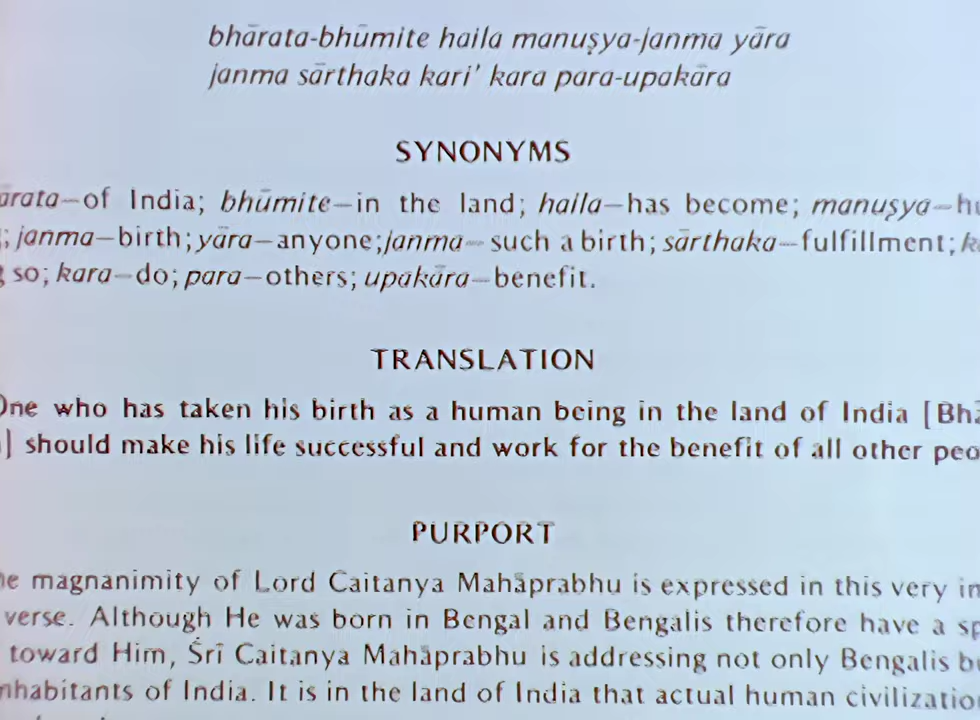 bhārata-bhūmite haila manuṣya-janma yāra
janma sārthaka kari' kara para-upakāra
SYNONYMS
ārata—of India; bhūmite—in the land; haila—has become; manuṣya—
; janma—birth; yāra—anyone; janma—such a birth; sārthaka—fulfillment;
so; kara—do; para—others; upakāra—benefit.
TRANSLATION
One who has taken his birth as a human being in the land of India [Bhā
] should make his life successful and work for the benefit of all other
PURPORT
magnanimity of Lord Caitanya Mahāprabhu is expressed in this very
verse. Although He was born in Bengal and Bengalis therefore have a
toward Him, Śrī Caitanya Mahāprabhu is addressing not only Bengalis
nhabitants of India. It is in the land of India that actual human civilizatio